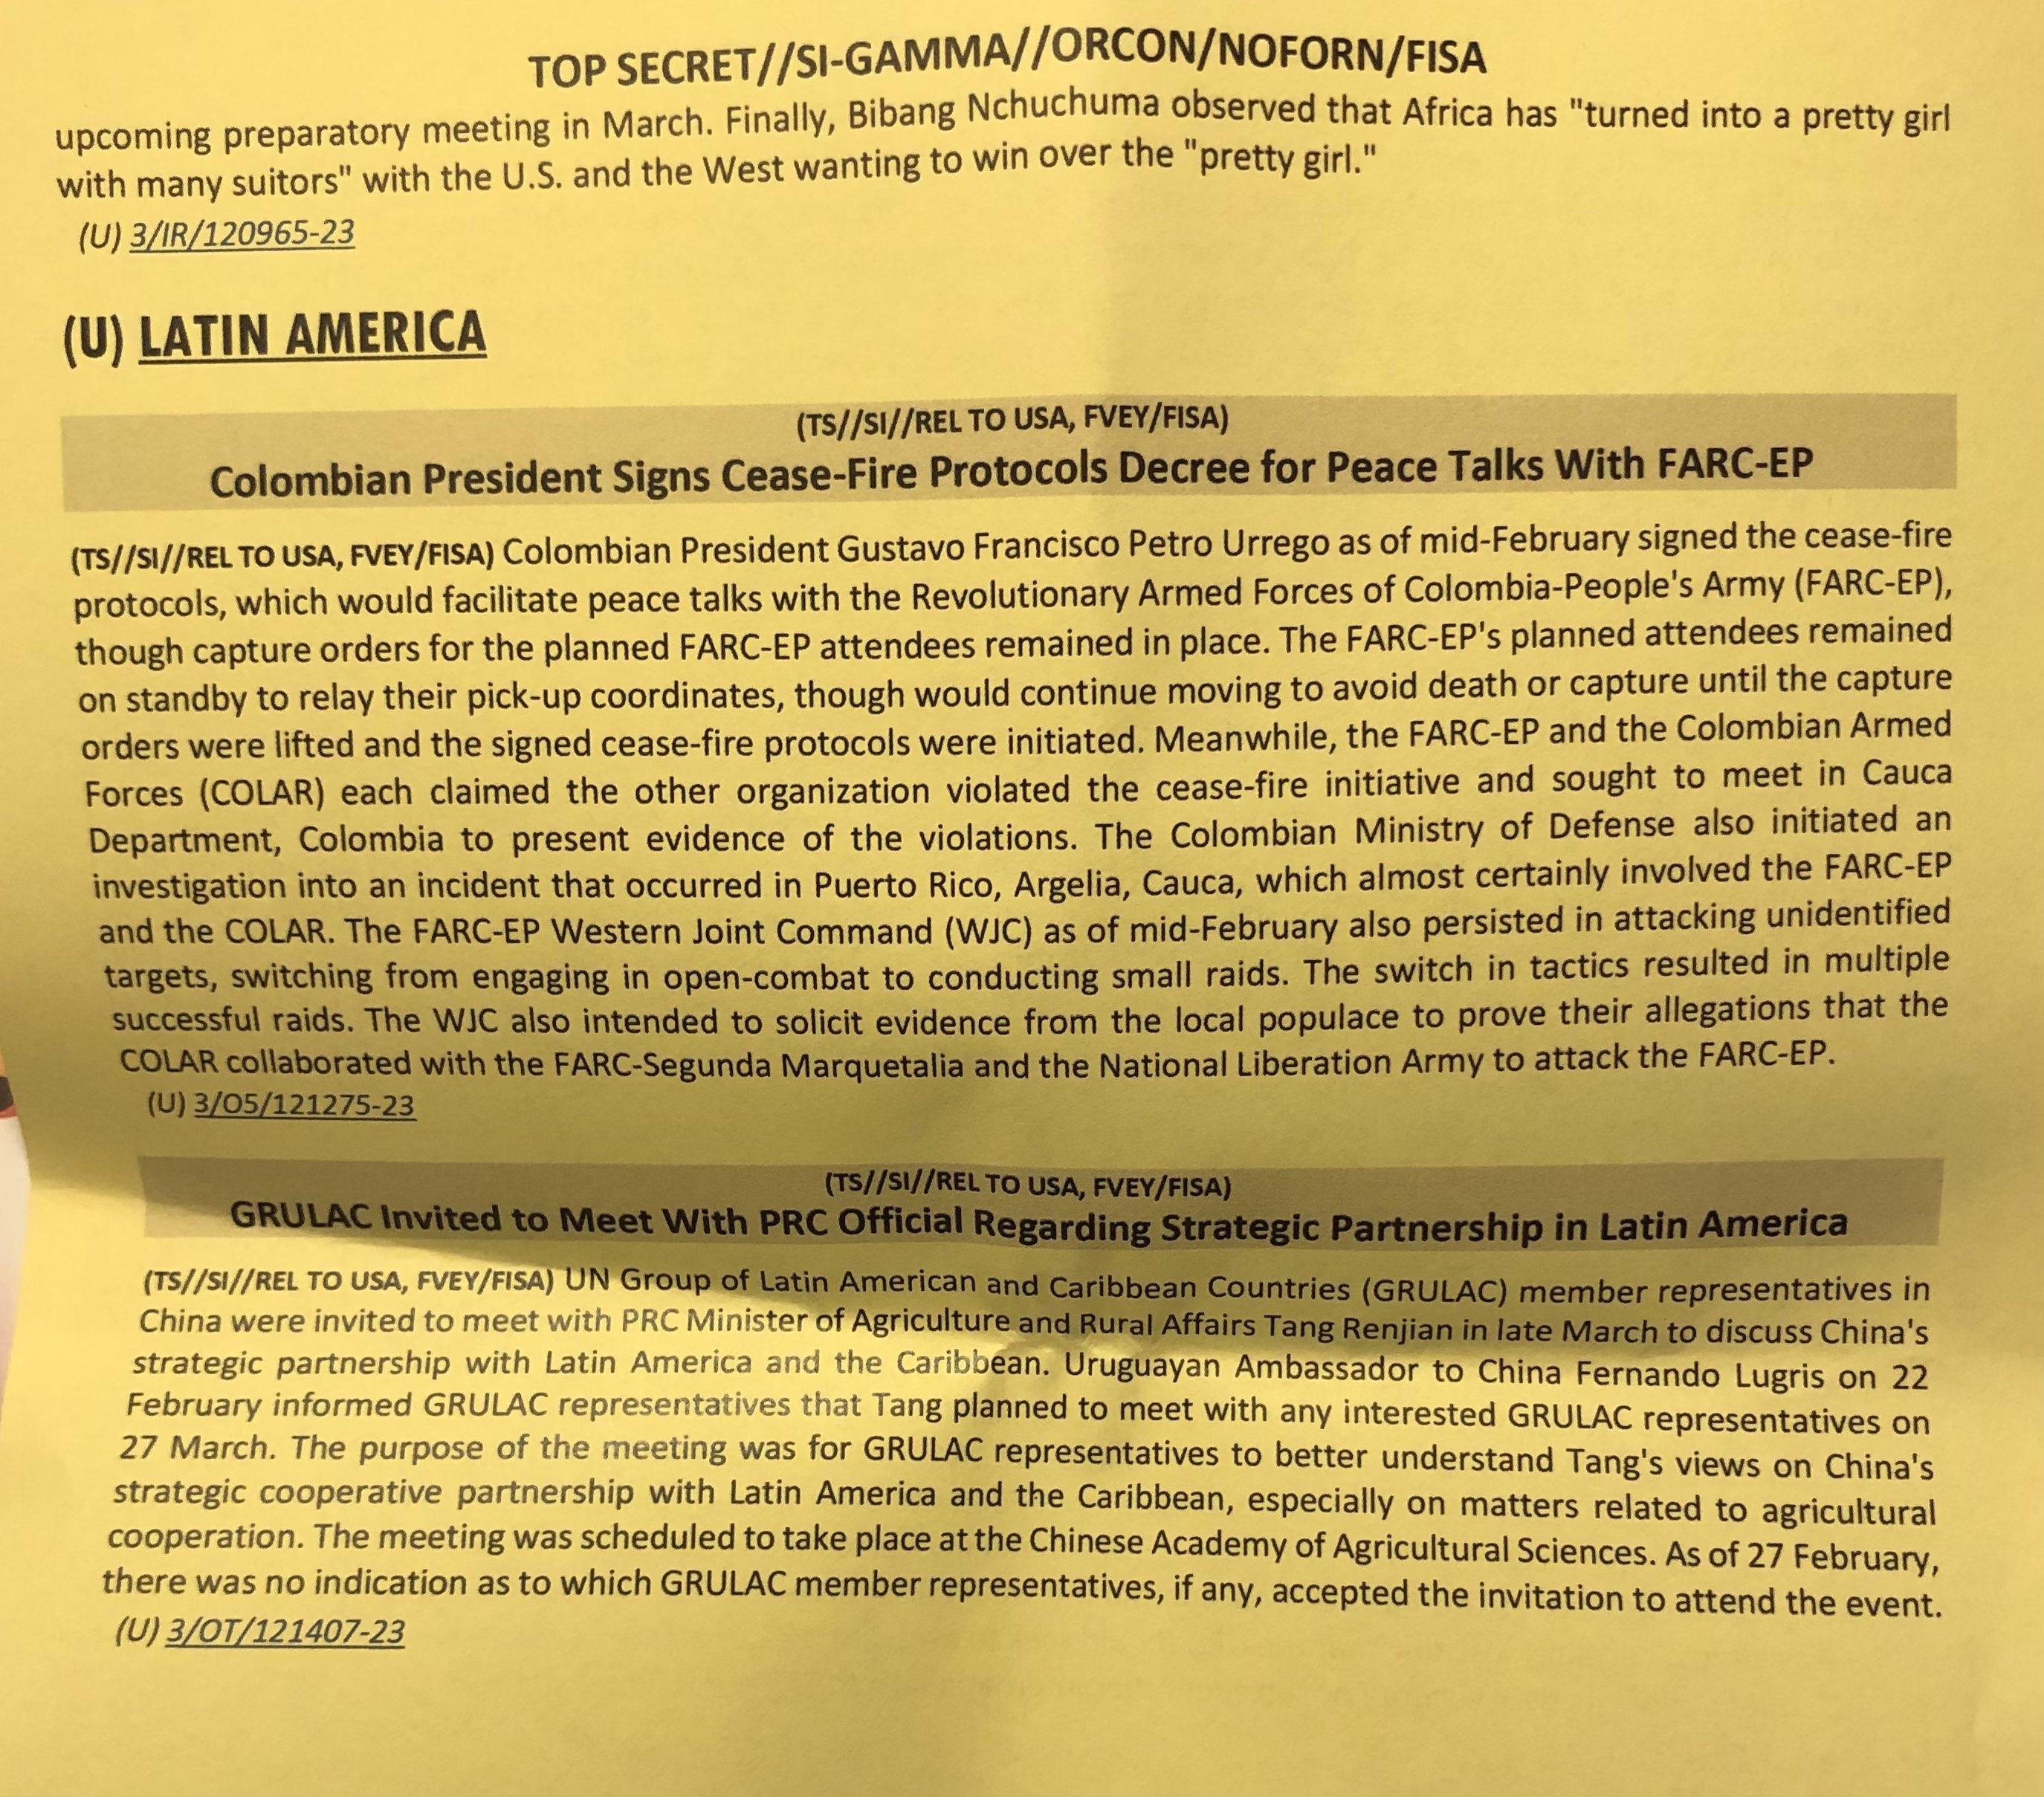 TOP SECRET//SI-GAMMA//ORCON/NOFORN/FISA
upcoming preparatory meeting in March. Finally, Bibang Nchuchuma observed that Africa has "turned into a pretty girl
with many suitors" with the U.S. and the West wanting to win over the "pretty girl."
(U) 3/IR/120965-23
(U) LATIN AMERICA
(TS//SI//REL TO USA, FVEY/FISA)
Colombian President Signs Cease-Fire Protocols Decree for Peace Talks With FARC-EP
(TS//SI//REL TO USA, FVEY/FISA) Colombian President Gustavo Francisco Petro Urrego as of mid-February signed the cease-fire
protocols, which would facilitate peace talks with the Revolutionary Armed Forces of Colombia-People's Army (FARC-EP),
though capture orders for the planned FARC-EP attendees remained in place. The FARC-EP's planned attendees remained
on standby to relay their pick-up coordinates, though would continue moving to avoid death or capture until the capture
orders were lifted and the signed cease-fire protocols were initiated. Meanwhile, the FARC-EP and the Colombian Armed
Forces (COLAR) each claimed the other organization violated the cease-fire initiative and sought to meet in Cauca
Department, Colombia to present evidence of the violations. The Colombian Ministry of Defense also initiated an
investigation into an incident that occurred in Puerto Rico, Argelia, Cauca, which almost certainly involved the FARC-EP
and the COLAR. The FARC-EP Western Joint Command (WJC) as of mid-February also persisted in attacking unidentified
targets, switching from engaging in open-combat to conducting small raids. The switch in tactics resulted in multiple
successful raids. The WJC also intended to solicit evidence from the local populace to prove their allegations that the
COLAR collaborated with the FARC-Segunda Marquetalia and the National Liberation Army to attack the FARC-EP.
(U) 3/O5/121275-23
(TS//SI//REL TO USA, FVEY/FISA)
GRULAC Invited to Meet With PRC Official Regarding Strategic Partnership in Latin America
(TS//SI//REL TO USA, FVEY/FISA) UN Group of Latin American and Caribbean Countries (GRULAC) member representatives in
China were invited to meet with PRC Minister of Agriculture and Rural Affairs Tang Renjian in late March to discuss China's
strategic partnership with Latin America and the Caribbean. Uruguayan Ambassador to China Fernando Lugris on 22
February informed GRULAC representatives that Tang planned to meet with any interested GRULAC representatives on
27 March. The purpose of the meeting was for GRULAC representatives to better understand Tang's views on China's
strategic cooperative partnership with Latin America and the Caribbean, especially on matters related to agricultural
cooperation. The meeting was scheduled to take place at the Chinese Academy of Agricultural Sciences. As of 27 February,
there was no indication as to which GRULAC member representatives, if any, accepted the invitation to attend the event.
(U) 3/OT/121407-23